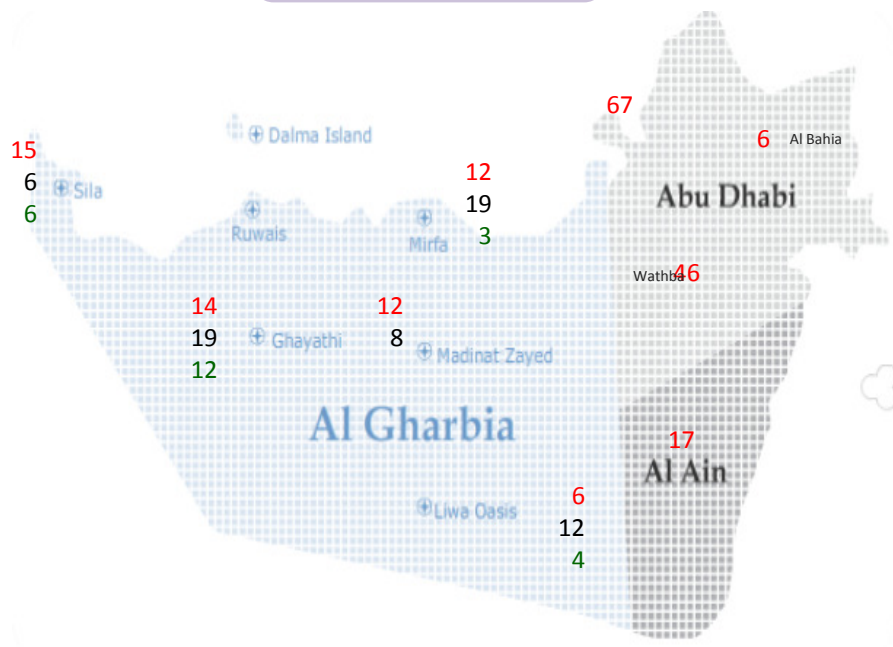 67
6 Al Bahia
Dalma Island
15
6
6
Sila
12
19
3
Abu Dhabi
Ruwais
Mirfa
Wathba 46
14
19
12
Ghayathi
12
8
Madinat Zayed
Al Gharbia
17
Al Ain
6
12
4
Liwa Oasis